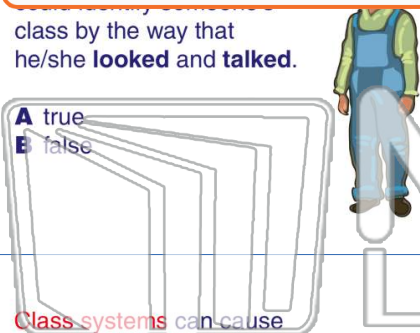 class by the way that
he/she looked and talked.
A true
B false
Class systems can cause